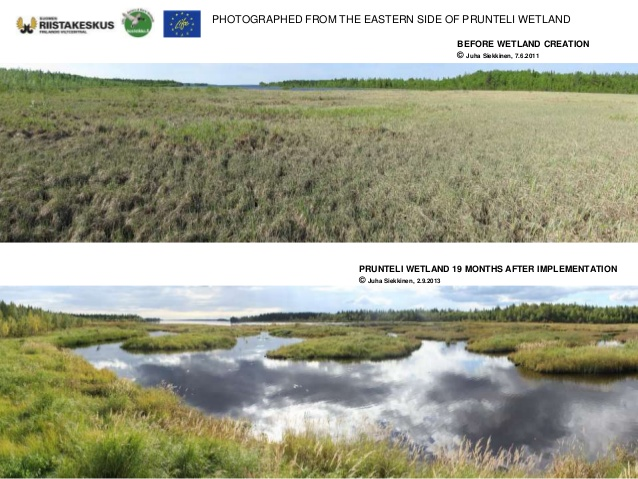 SUOMEN
RIISTAKESKUS
FINLANDS VILTCENTRAL
PHOTOGRAPHED FROM THE EASTERN SIDE OF PRUNTELI WETLAND
BEFORE WETLAND CREATION
© Juha Siekkinen, 7.6.2011
PRUNTELI WETLAND 19 MONTHS AFTER IMPLEMENTATION
© Juha Siekkinen, 2.9.2013